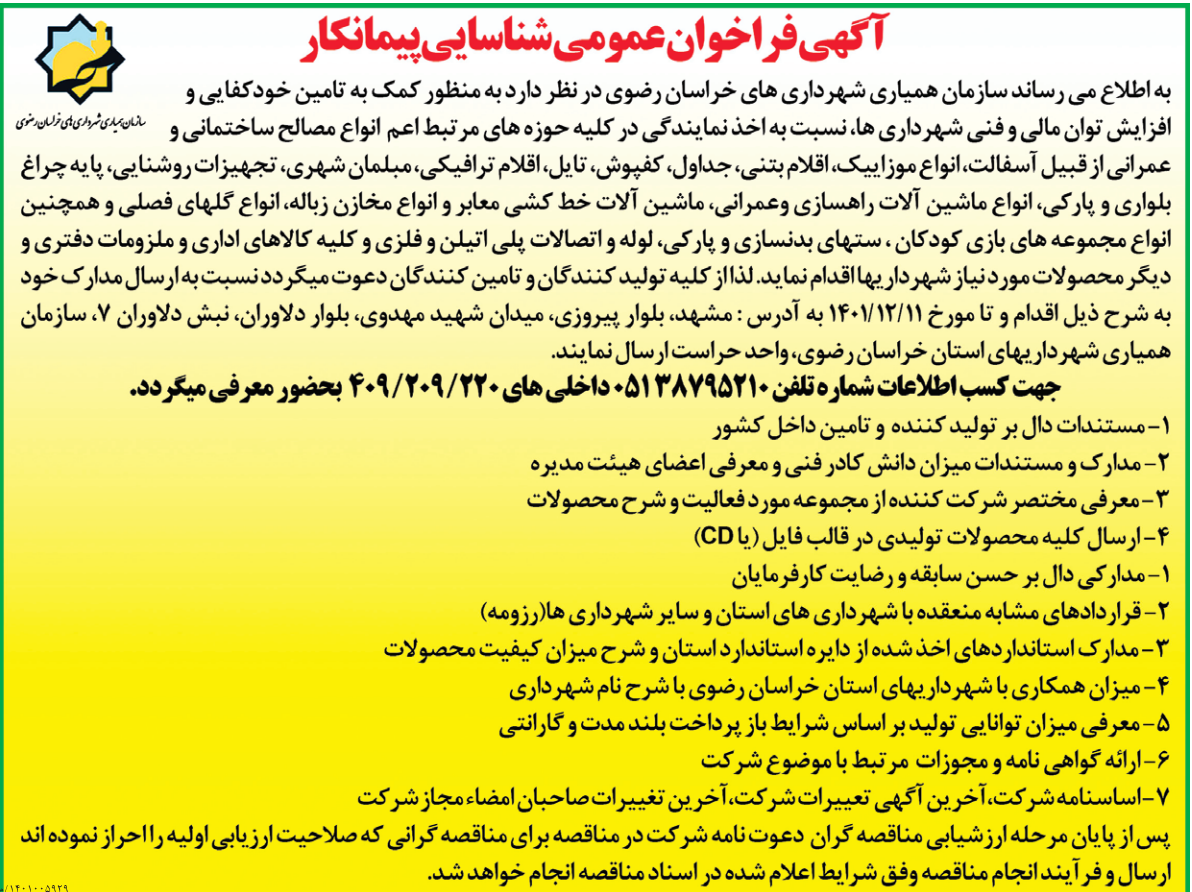 آگهی فراخوان عمومی شناسایی پیمانکار
سازمان همیاری شهرداری های خراسان رضوی
به اطلاع می رساند سازمان همیاری شهرداری های خراسان رضوی در نظر دارد به منظور کمک به تامین خودکفایی و
افزایش توان مالی و فنی شهرداری ها، نسبت به اخذ نمایندگی در کلیه حوزه های مرتبط اعم انواع مصالح ساختمانی و
عمرانی از قبیل آسفالت، انواع موزاییک، اقلام بتنی، جداول، کفپوش، تایل، اقلام ترافیکی، مبلمان شهری، تجهیزات روشنایی، پایه چراغ
بلواری و پارکی، انواع ماشین آلات راهسازی وعمرانی، ماشین آلات خط کشی معابر و انواع مخازن زباله، انواع گلهای فصلی و همچنین
انواع مجموعه های بازی کودکان ، ستهای بدنسازی و پارکی، لوله و اتصالات پلی اتیلن و فلزی و کلیه کالاهای اداری و ملزومات دفتری و
دیگر محصولات مورد نیاز شهرداریها اقدام نماید. لذا از کلیه تولید کنندگان و تامین کنندگان دعوت میگردد نسبت به ارسال مدارک خود
به شرح ذیل اقدام و تا مورخ ۱۴۰۱/۱۲/۱۱ به آدرس : مشهد، بلوار پیروزی، میدان شهید مهدوی، بلوار دلاوران، نبش دلاوران ۷، سازمان
همیاری شهرداریهای استان خراسان رضوی، واحد حراست ارسال نمایند.
جهت کسب اطلاعات شماره تلفن ۰۵۱۳۸۷۹۵۲۱۰ داخلی های ۲۲۰ /۲۰۹ /۴۰۹ بحضور معرفی میگردد.
۱- مستندات دال بر تولید کننده و تامین داخل کشور
۲- مدارک و مستندات میزان دانش کادر فنی و معرفی اعضای هیئت مدیره
۳- معرفی مختصر شرکت کننده از مجموعه مورد فعالیت و شرح محصولات
۴- ارسال کلیه محصولات تولیدی در قالب فایل (یا CD)
۱- مدارکی دال بر حسن سابقه و رضایت کارفرمایان
۲- قراردادهای مشابه منعقده با شهرداری های استان و سایر شهرداری ها(رزومه)
۳- مدارک استانداردهای اخذ شده از دایره استاندارد استان و شرح میزان کیفیت محصولات
۴- میزان همکاری با شهرداریهای استان خراسان رضوی با شرح نام شهرداری
۵- معرفی میزان توانایی تولید بر اساس شرایط باز پرداخت بلند مدت و گارانتی
۶- ارائه گواهی نامه و مجوزات مرتبط با موضوع شرکت
۷- اساسنامه شرکت، آخرین آگهی تعییرات شرکت، آخرین تغییرات صاحبان امضاء مجاز شرکت
پس از پایان مرحله ارزشیابی مناقصه گران دعوت نامه شرکت در مناقصه برای مناقصه گرانی که صلاحیت ارزیابی اولیه را احراز نموده اند
ارسال و فرآیند انجام مناقصه وفق شرایط اعلام شده در اسناد مناقصه انجام خواهد شد.
/۱۴۰۱۰۰۵۹۲۹